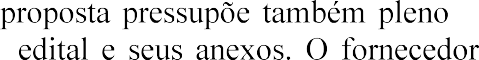 proposta pressupõe também pleno
edital e seus anexos. O fornecedor